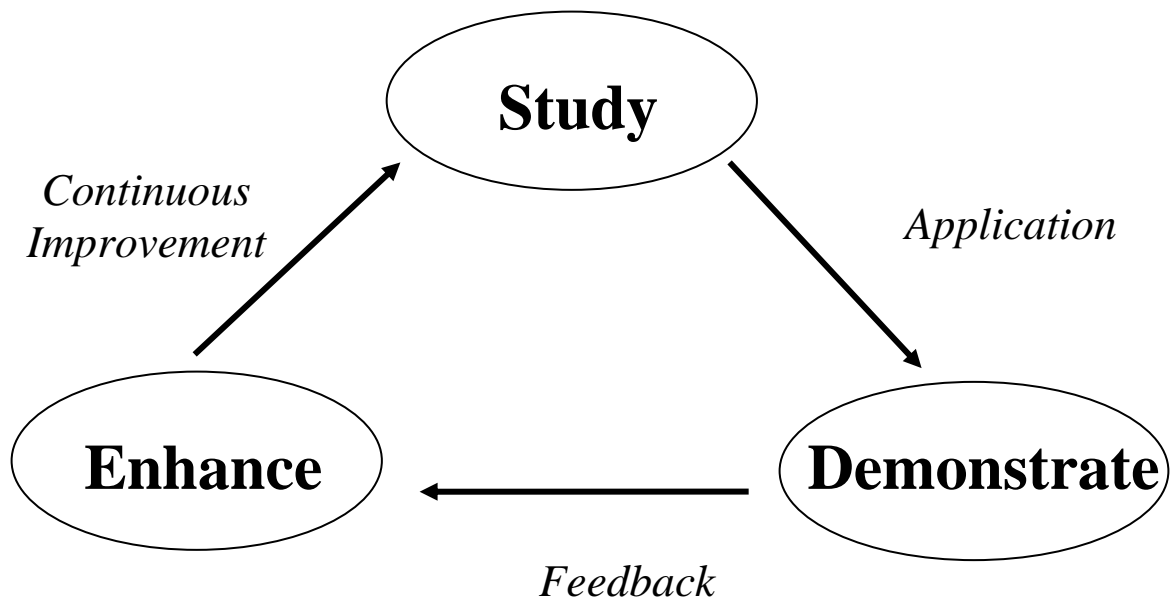 Study
Continuous
Improvement
Application
Enhance
Demonstrate
Feedback